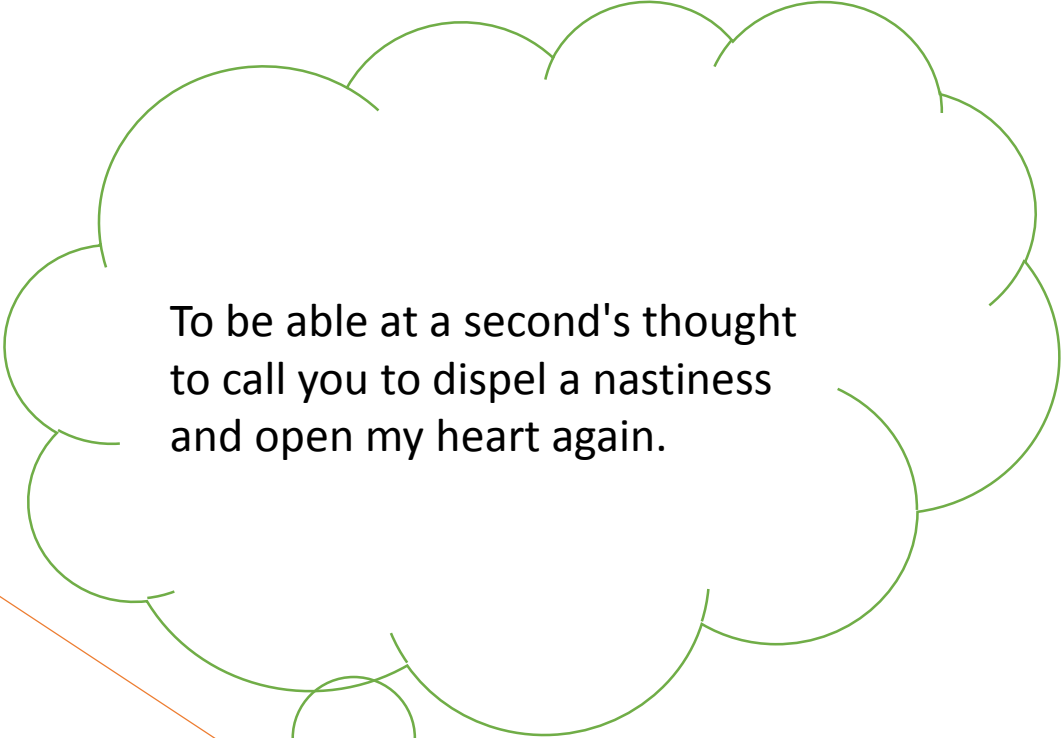 To be able at a second's thought
to call you to dispel a nastiness
and open my heart again.